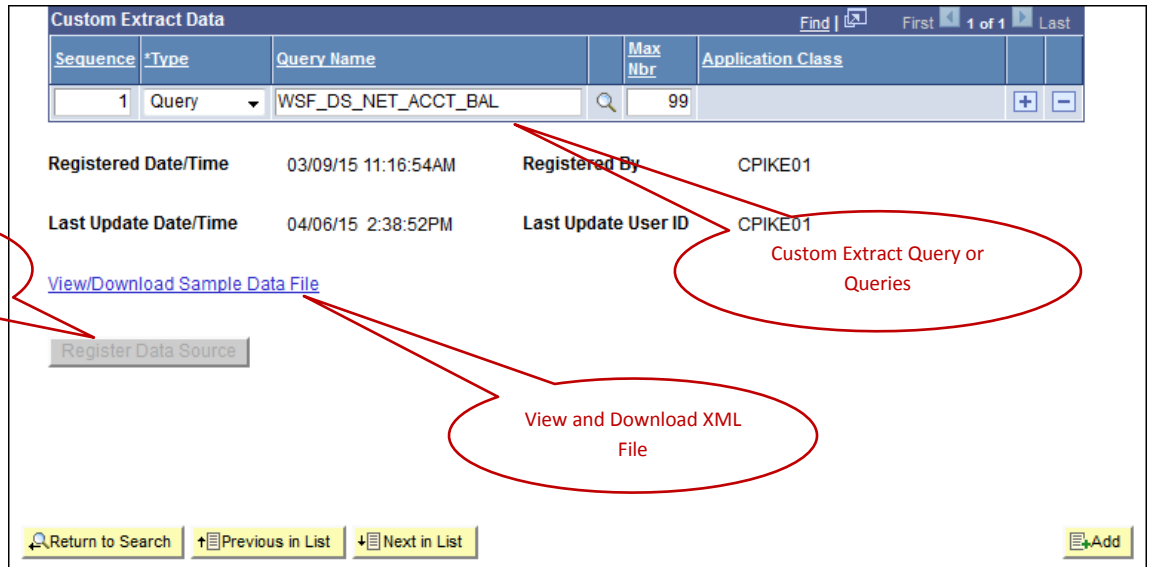 Custom Extract Data Find | First 1 of 1 Last
Sequence *Type Query Name Max Nbr Application Class
1 Query WSF_DS_NET_ACCT_BAL 99
Registered Date/Time 03/09/15 11:16:54AM Registered By CPIKE01
Last Update Date/Time 04/06/15 2:38:52PM Last Update User ID CPIKE01
Custom Extract Query or
Queries
View/Download Sample Data File
Register Data Source
View and Download XML
File
Return to Search Previous in List Next in List Add